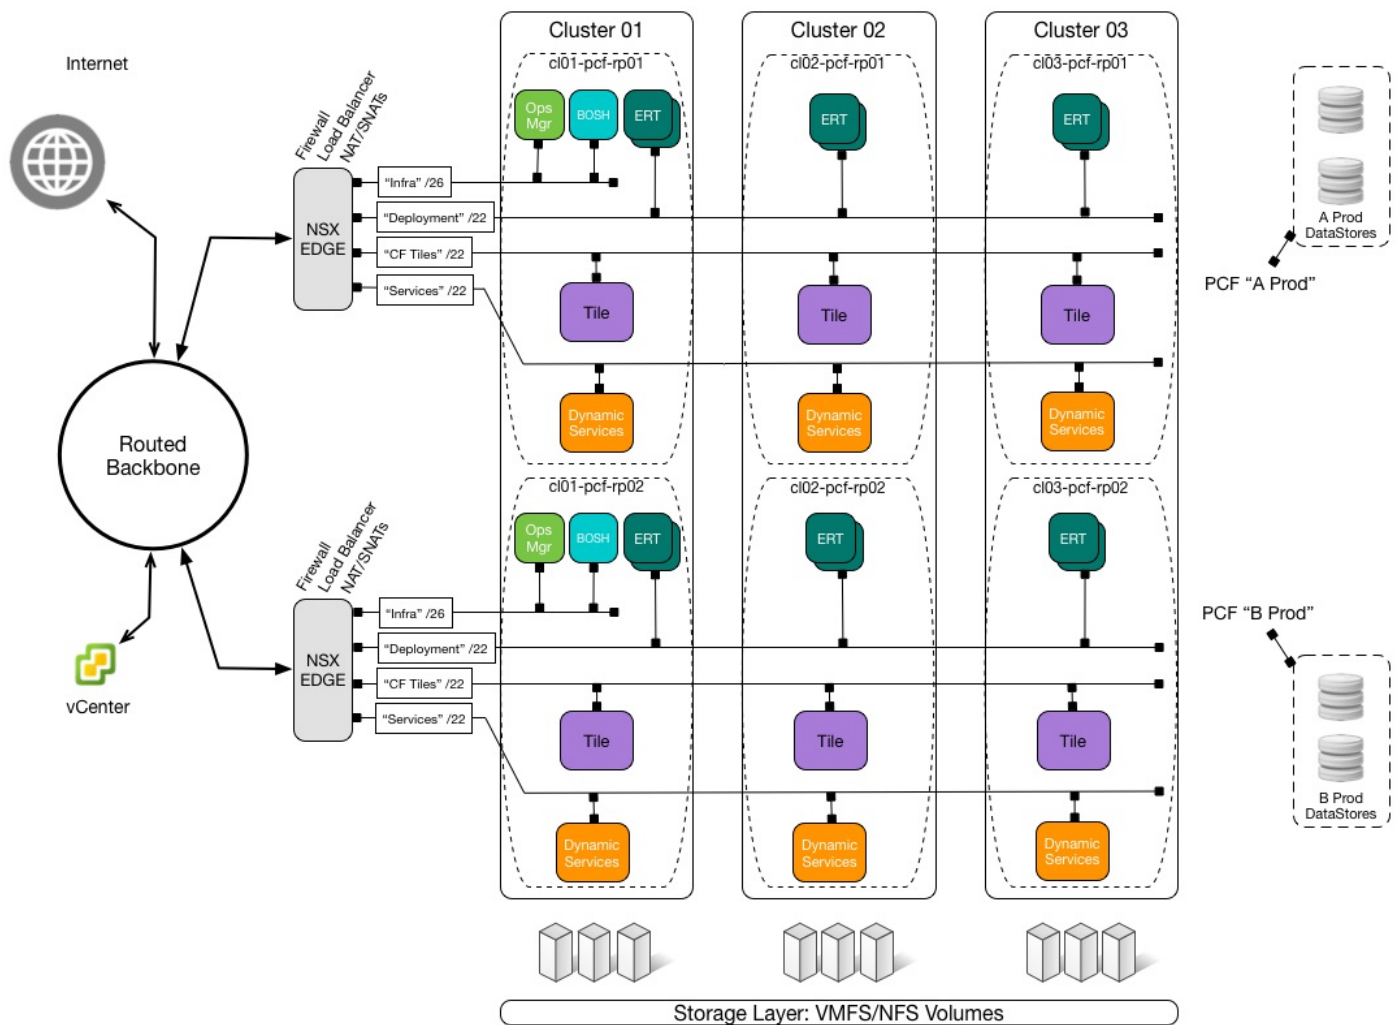 Internet
Cluster 01
cl01-pcf-rp01
Cluster 02
cl02-pcf-rp01
Cluster 03
cl03-pcf-rp01
Firewall
Load Balancer
NAT/SNATs
NSX
EDGE
Ops
Mgr
BOSH
ERT
ERT
ERT
"Infra" /26
"Deployment" /22
"CF Tiles" /22
"Services" /22
Tile
Tile
Tile
Dynamic
Services
Dynamic
Services
Dynamic
Services
A Prod
DataStores
PCF "A Prod"
Routed
Backbone
vCenter
cl01-pcf-rp02
cl02-pcf-rp02
cl03-pcf-rp02
Firewall
Load Balancer
NAT/SNATs
NSX
EDGE
Ops
Mgr
BOSH
ERT
ERT
ERT
"Infra" /26
"Deployment" /22
"CF Tiles" /22
"Services" /22
Tile
Tile
Tile
Dynamic
Services
Dynamic
Services
Dynamic
Services
PCF "B Prod"
B Prod
DataStores
Storage Layer: VMFS/NFS Volumes